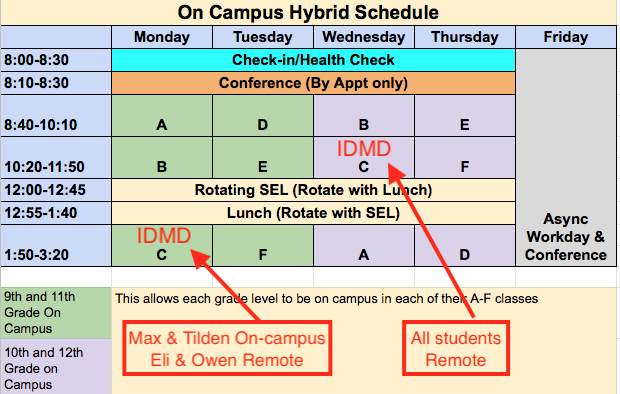 On Campus Hybrid Schedule
Monday Tuesday Wednesday Thursday Friday
8:00-8:30 Check-in/Health Check
8:10-8:30 Conference (By Appt only)
8:40-10:10 A D B E
IDMD
10:20-11:50 B E C F
12:00-12:45 Rotating SEL (Rotate with Lunch)
12:55-1:40 Lunch (Rotate with SEL)
IDMD
1:50-3:20 C F A D
Async
Workday &
Conference
9th and 11th
Grade On
Campus
This allows each grade level to be on campus in each of their A-F classes
Max & Tilden On-campus
Eli & Owen Remote
All students
Remote
10th and 12th
Grade on
Campus